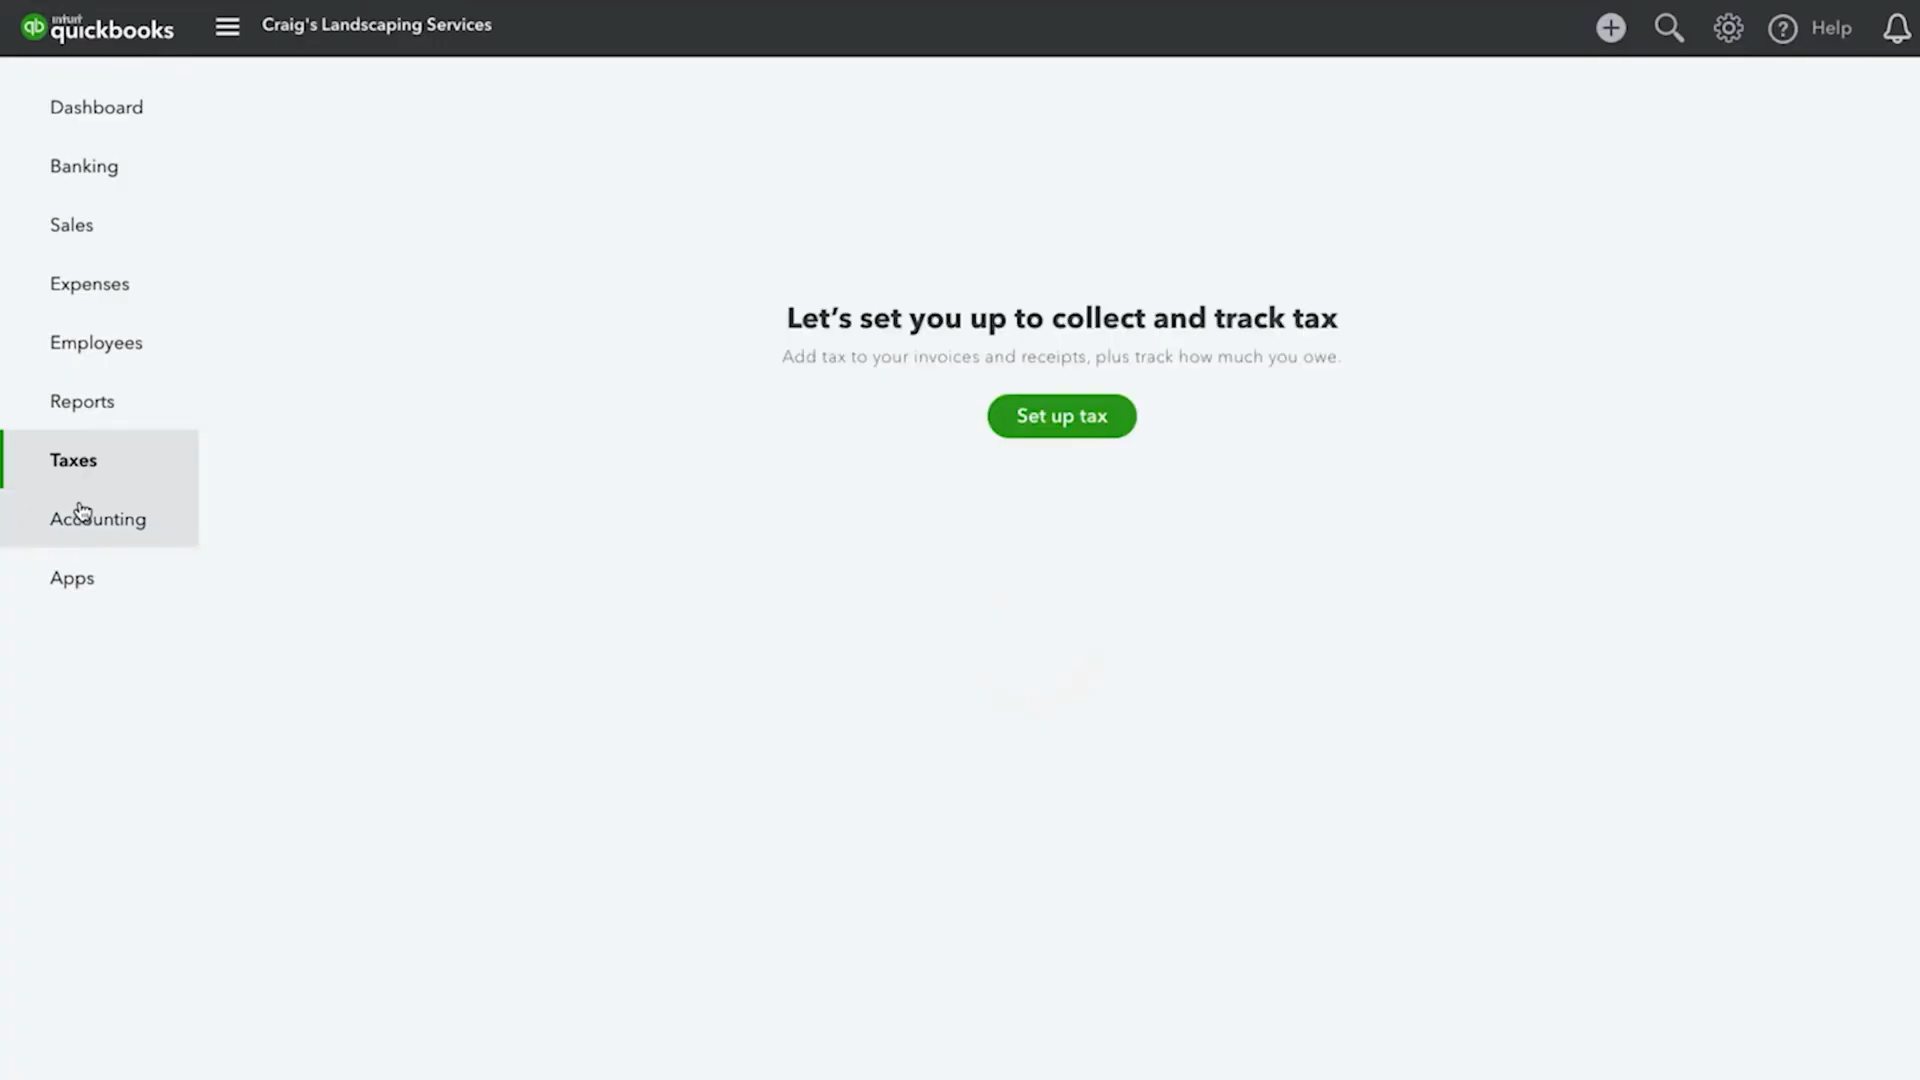 intuit
quickbooks
Craig's Landscaping Services
Help
Dashboard
Banking
Sales
Expenses
Employees
Reports
Taxes
Accounting
Apps
Let's set you up to collect and track tax
Add tax to your invoices and receipts, plus track how much you owe.
Set up tax